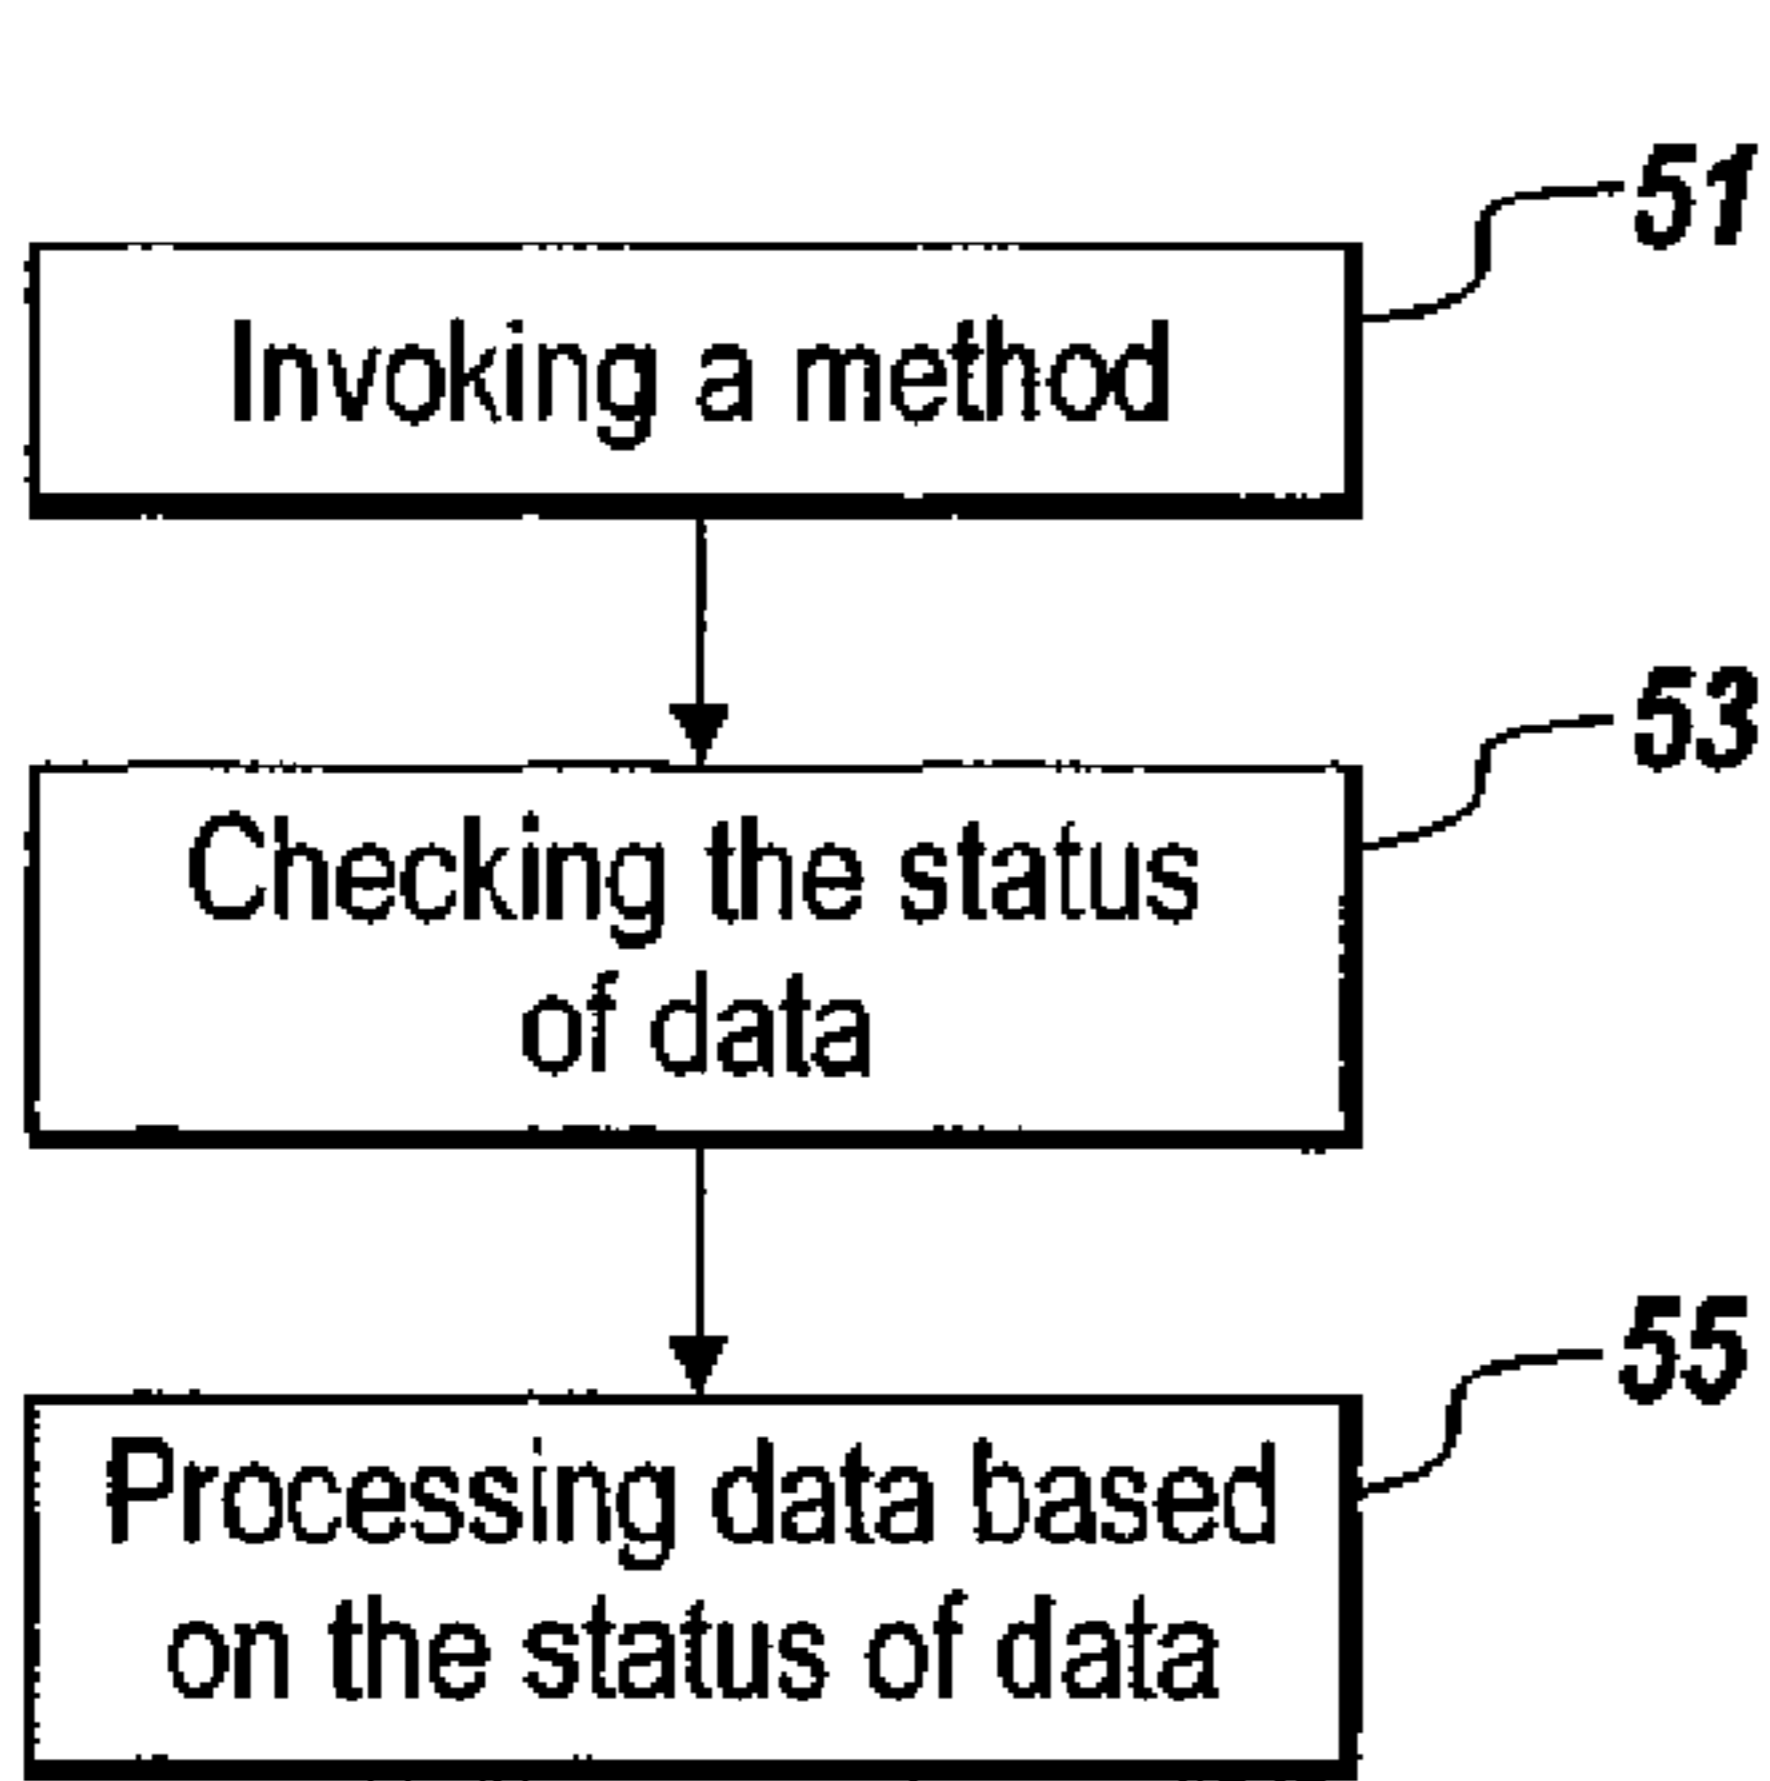 51
Invoking a method
53
Checking the status
of data
55
Processing data based
on the status of data